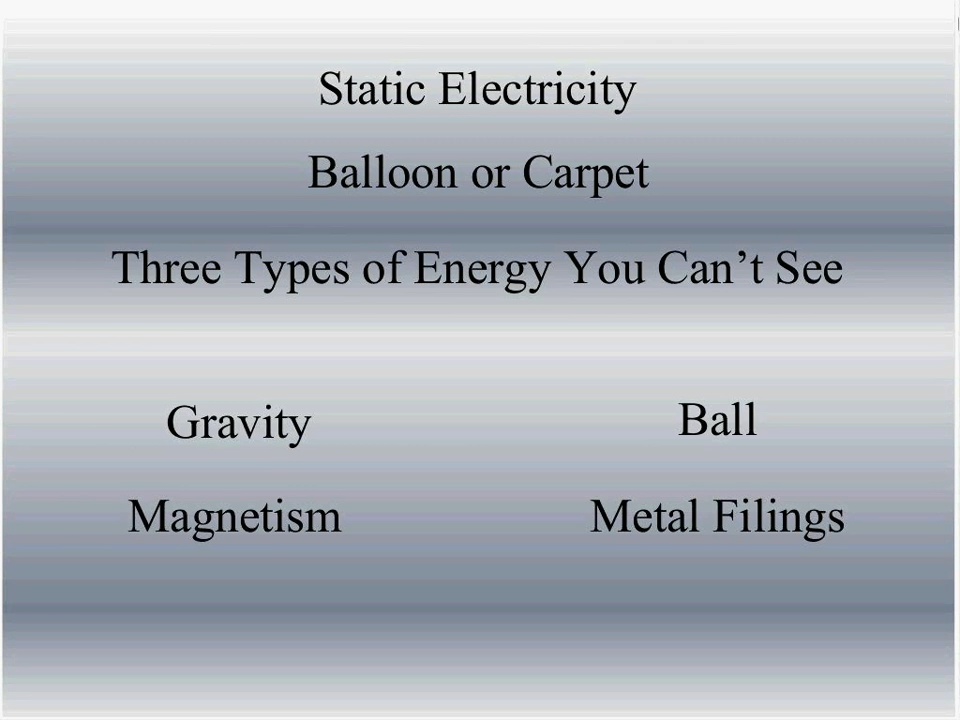 Static Electricity
Balloon or Carpet
Three Types of Energy You Can’t See
Gravity
Ball
Magnetism
Metal Filings